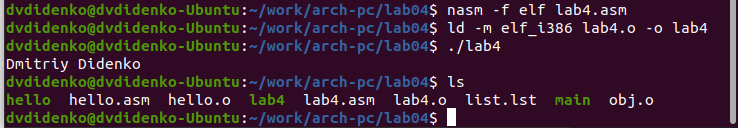 dvdidenko@dvdidenko-Ubuntu:~/work/arch-pc/lab04$ nasm -f elf lab4.asm
dvdidenko@dvdidenko-Ubuntu:~/work/arch-pc/lab04$ ld -m elf_i386 lab4.o -o lab4
dvdidenko@dvdidenko-Ubuntu:~/work/arch-pc/lab04$ ./lab4
Dmitriy Didenko
dvdidenko@dvdidenko-Ubuntu:~/work/arch-pc/lab04$ ls
hello  hello.asm  hello.o  lab4  lab4.asm  lab4.o  list.lst  main  obj.o
dvdidenko@dvdidenko-Ubuntu:~/work/arch-pc/lab04$